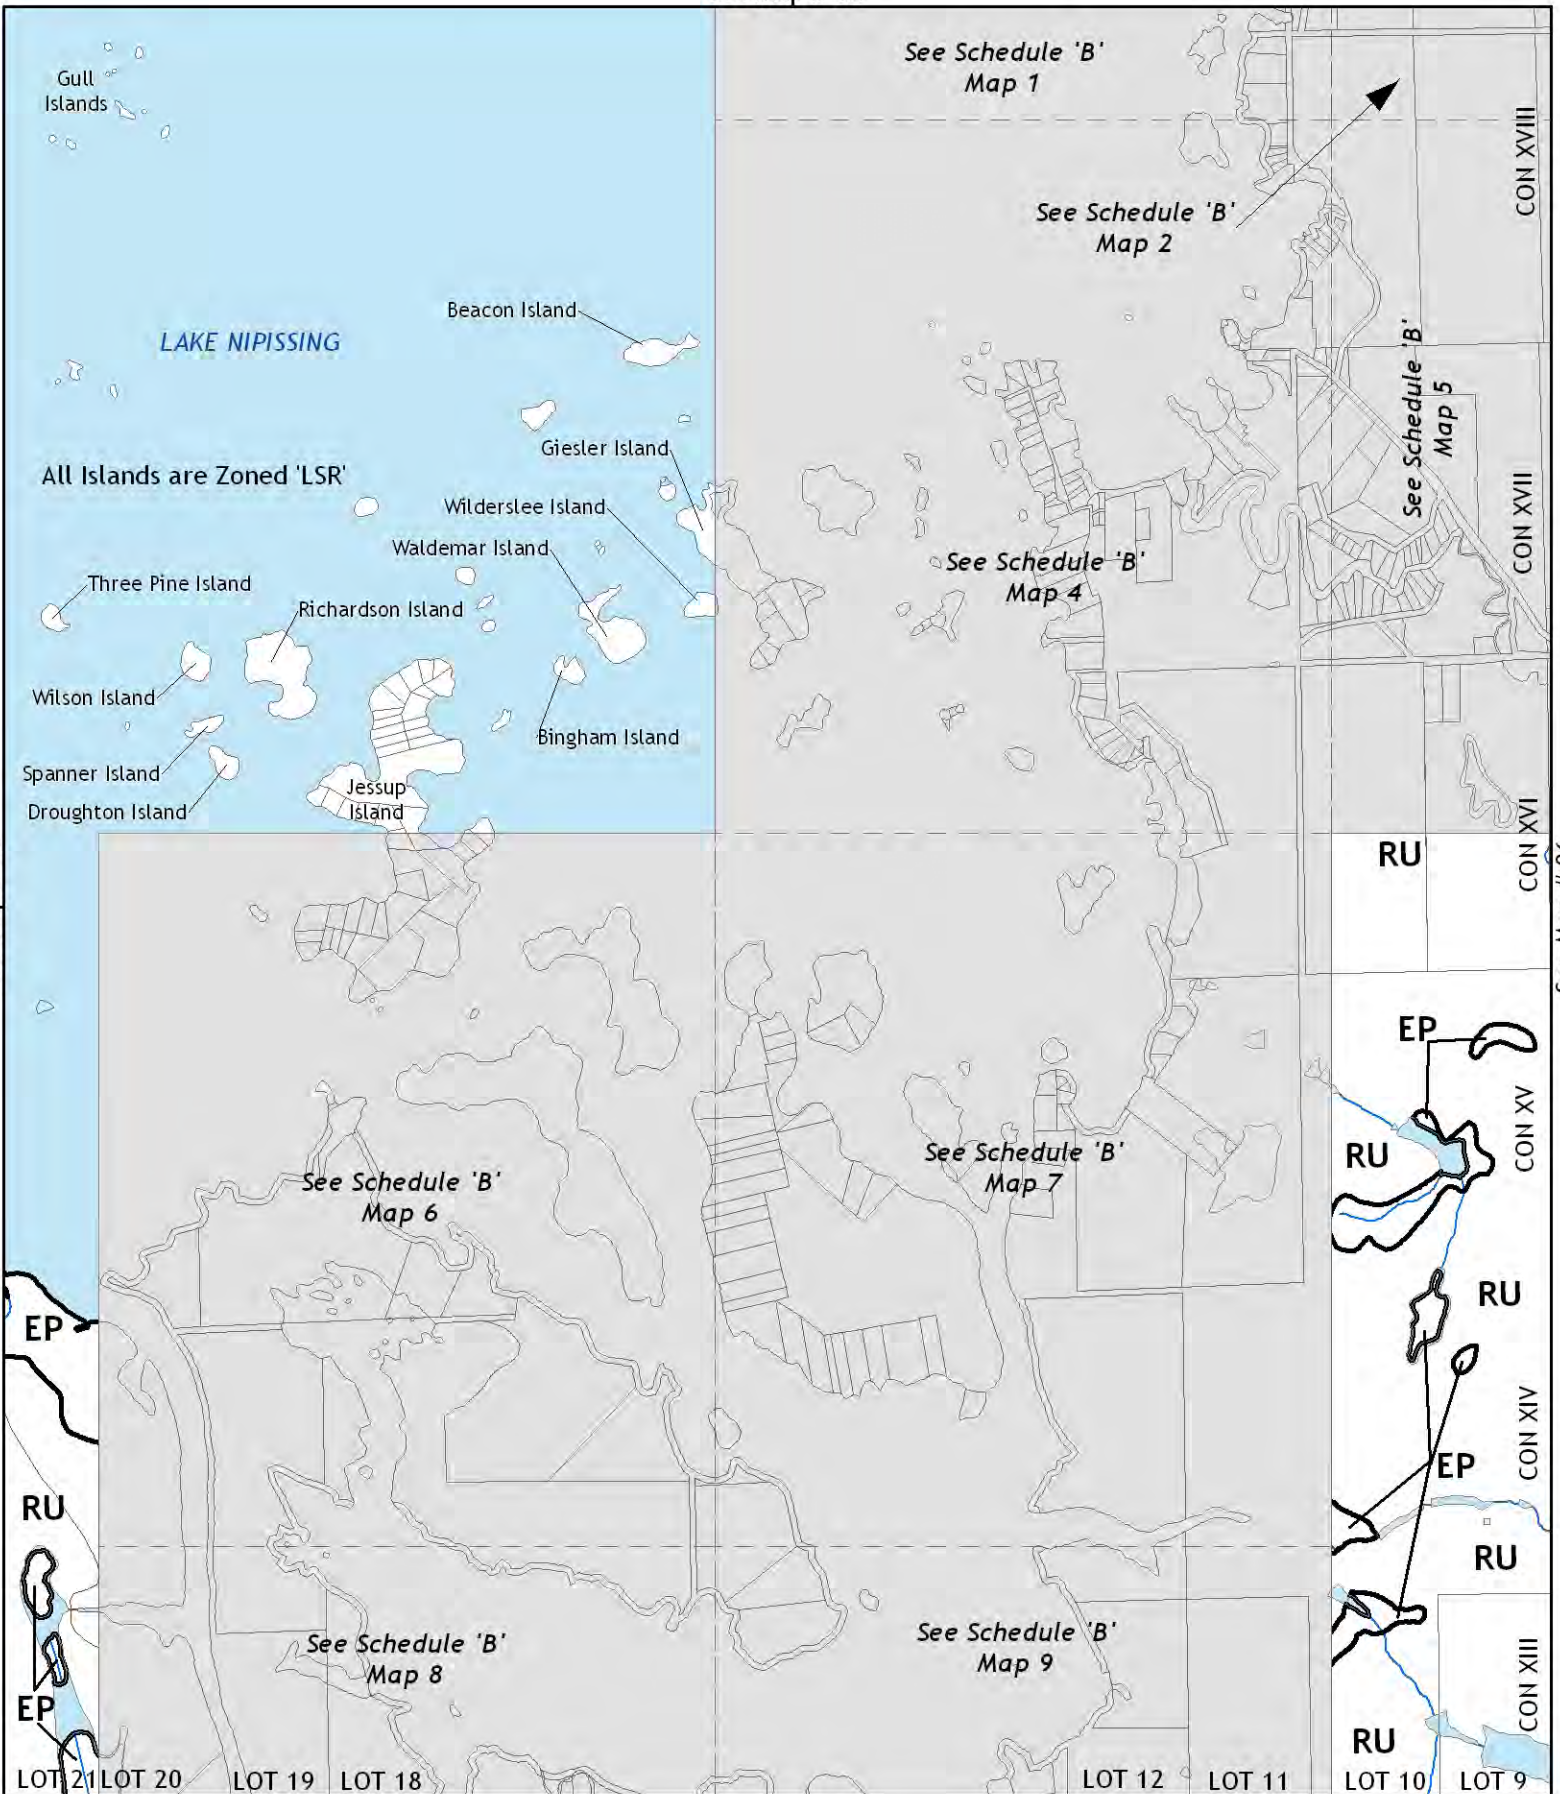 See Schedule 'B'
Map 1
Gull
Islands
CON XVIII
See Schedule 'B'
Map 2
Beacon Island
LAKE NIPISSING
See Schedule 'B'
Map 5
Giesler Island
All Islands are Zoned 'LSR'
Wilderslee Island
CON XVII
Waldemar Island
See Schedule 'B'
Map 4
Three Pine Island
Richardson Island
Wilson Island
Bingham Island
Spanner Island
Jessup
Island
Droughton Island
CON XVI
RU
EP
CON XV
RU
See Schedule 'B'
Map 7
See Schedule 'B'
Map 6
RU
EP
CON XIV
EP
RU
RU
See Schedule 'B'
Map 9
See Schedule 'B'
Map 8
CON XIII
EP
RU
LOT 21
LOT 20
LOT 19
LOT 18
LOT 12
LOT 11
LOT 10
LOT 9